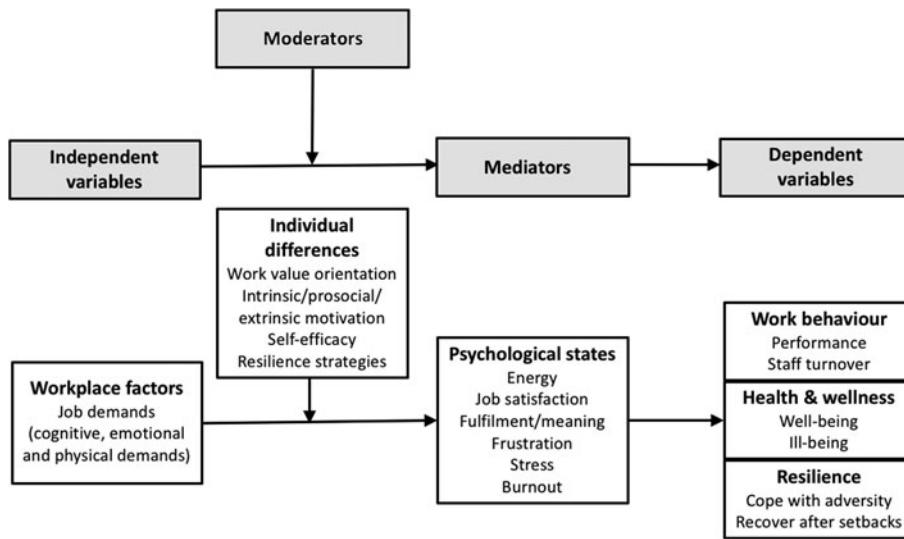 Moderators
Independent
variables
Mediators
Dependent
variables
Individual
differences
Work value orientation
Intrinsic/prosocial/
extrinsic motivation
Self-efficacy
Resilience strategies
Workplace factors
Job demands
(cognitive, emotional
and physical demands)
Psychological states
Energy
Job satisfaction
Fulfilment/meaning
Frustration
Stress
Burnout
Work behaviour
Performance
Staff turnover
Health & wellness
Well-being
Ill-being
Resilience
Cope with adversity
Recover after setbacks